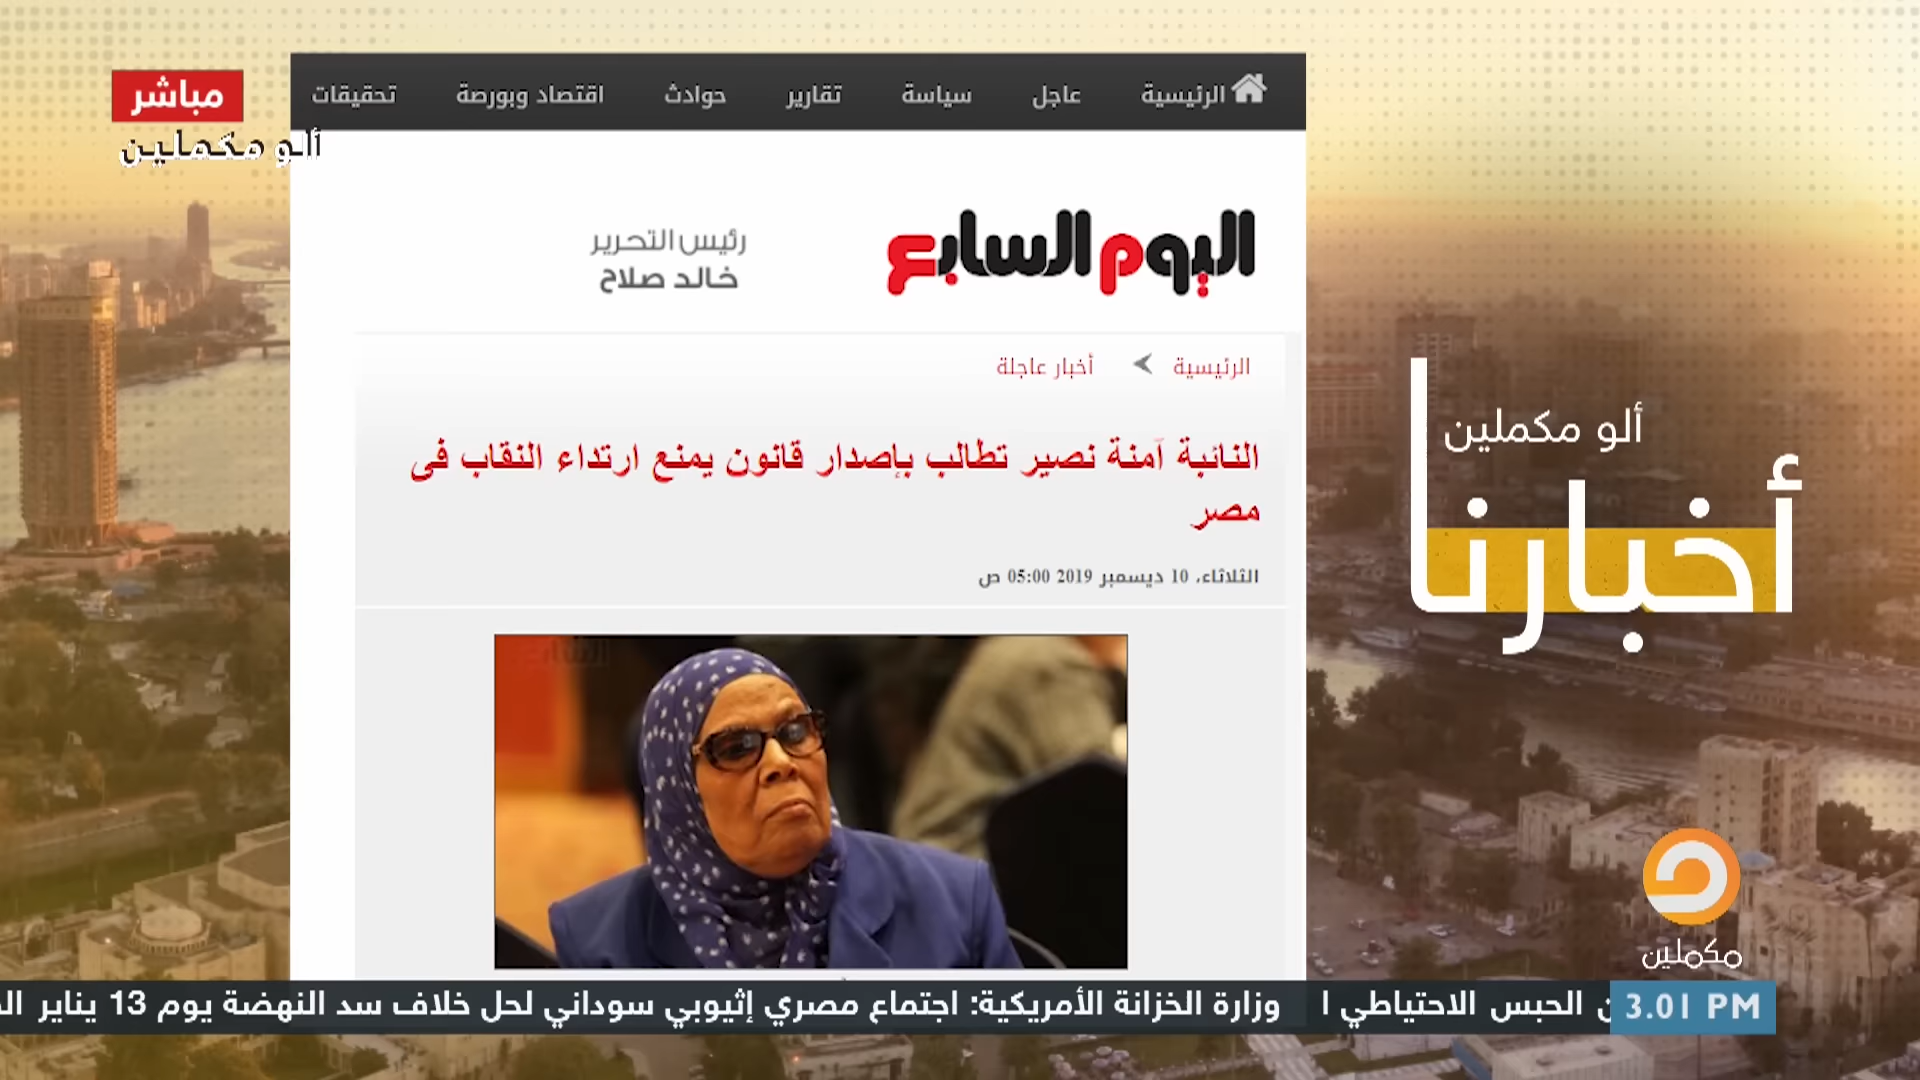 مباشر
ألو مكملين
الرئيسية عاجل سياسة تقارير حوادث اقتصاد وبورصة تحقيقات
اليوم السابع
رئيس التحرير
خالد صلاح
الرئيسية أخبار عاجلة
النائبة آمنة نصير تطالب بإصدار قانون يمنع ارتداء النقاب فى
مصر
الثلاثاء، 10 ديسمبر 2019 05:00 ص
ألو مكملين
أخبارنا
مكملين
الحبس الاحتياطي
وزارة الخزانة الأمريكية: اجتماع مصري إثيوبي سوداني لحل خلاف سد النهضة يوم 13 يناير
3.01 PM